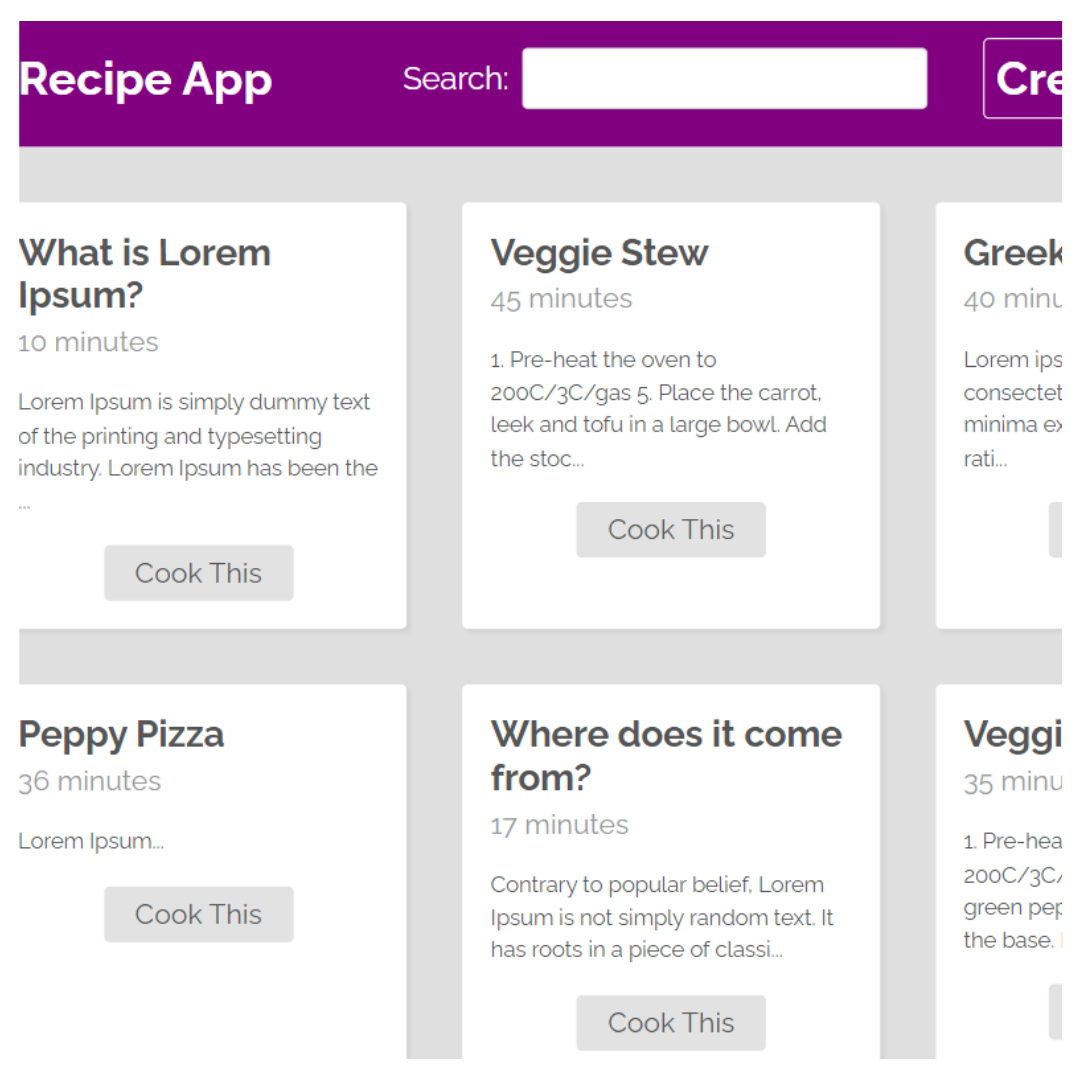 Recipe App
Search:
Cre
What is Lorem
Ipsum?
10 minutes
Lorem Ipsum is simply dummy text
of the printing and typesetting
industry. Lorem Ipsum has been the
...
Cook This
Veggie Stew
45 minutes
1. Pre-heat the oven to
200C/3C/gas 5. Place the carrot,
leek and tofu in a large bowl. Add
the stoc...
Cook This
Greek
40 minu
Lorem ips
consectet
minima ex
rati...
Peppy Pizza
36 minutes
Lorem Ipsum...
Cook This
Where does it come
from?
17 minutes
Contrary to popular belief, Lorem
Ipsum is not simply random text. It
has roots in a piece of classi...
Cook This
Veggi
35 minu
1. Pre-hea
200C/3C/
green pep
the base.